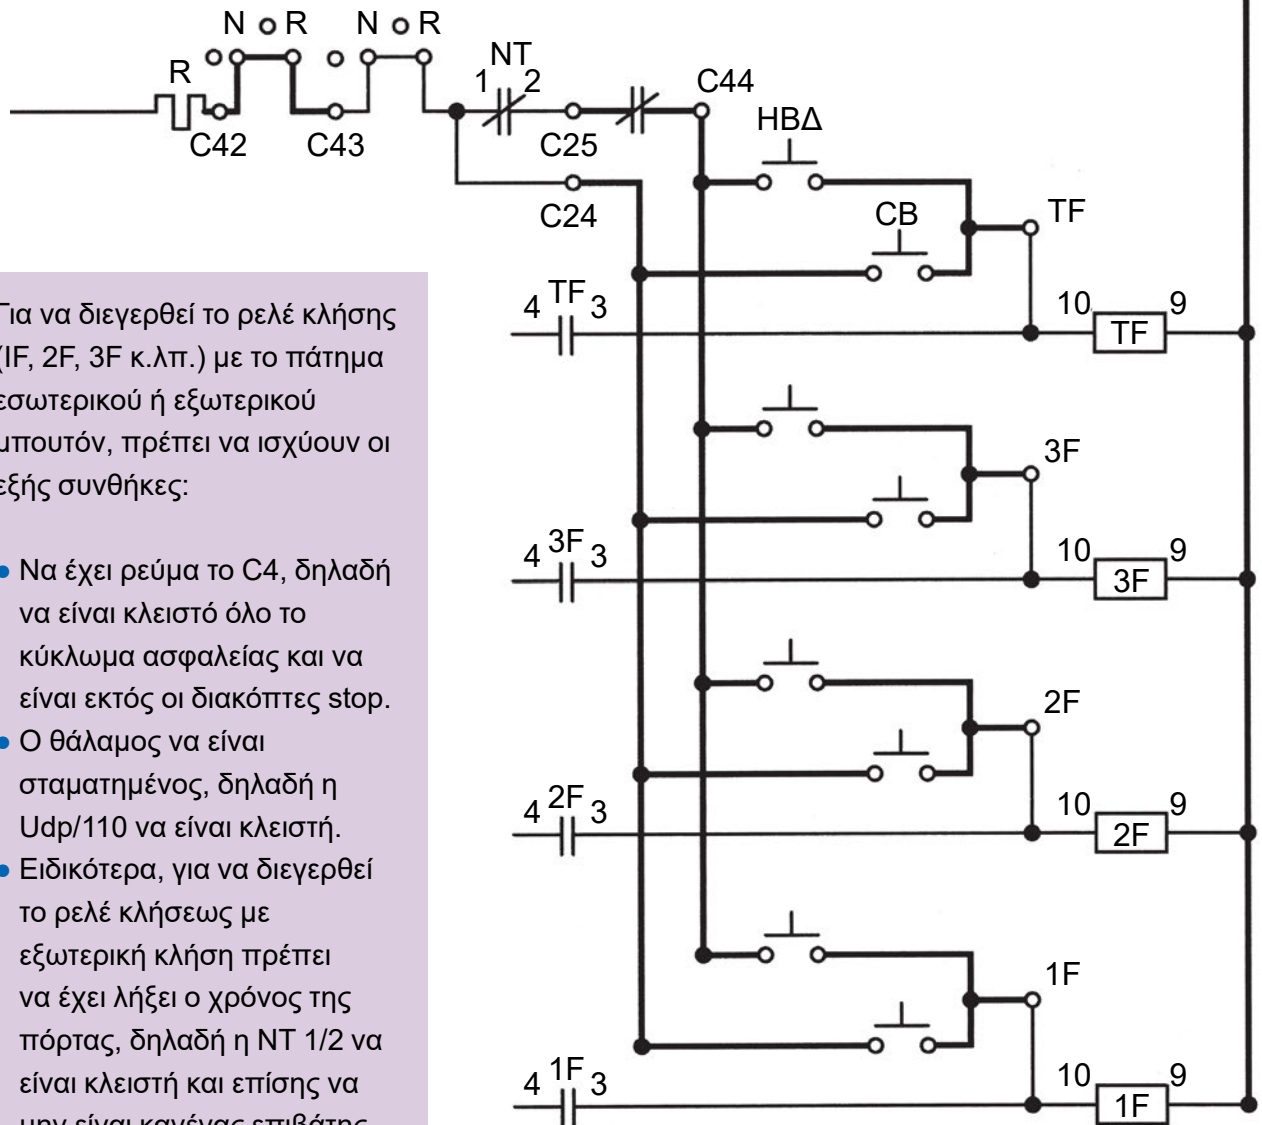 N R N R
R
NT
1 2
C44
C42 C43 C25
ΗΒΔ
C24
CB
TF
4 TF 3
10 9
TF
Για να διεγερθεί το ρελέ κλήσης
(IF, 2F, 3F κ.λπ.) με το πάτημα
εσωτερικού ή εξωτερικού
μπουτόν, πρέπει να ισχύουν οι
εξής συνθήκες:
● Να έχει ρεύμα το C4, δηλαδή
να είναι κλειστό όλο το
κύκλωμα ασφαλείας και να
είναι εκτός οι διακόπτες stop.
● Ο θάλαμος να είναι
σταματημένος, δηλαδή η
Udp/110 να είναι κλειστή.
● Ειδικότερα, για να διεγερθεί
το ρελέ κλήσεως με
εξωτερική κλήση πρέπει
να έχει λήξει ο χρόνος της
πόρτας, δηλαδή η NT 1/2 να
είναι κλειστή και επίσης να
μην είναι κανένας επιβάτης
3F
4 3F 3
10 9
3F
2F
4 2F 3
10 9
2F
1F
4 1F 3
10 9
1F